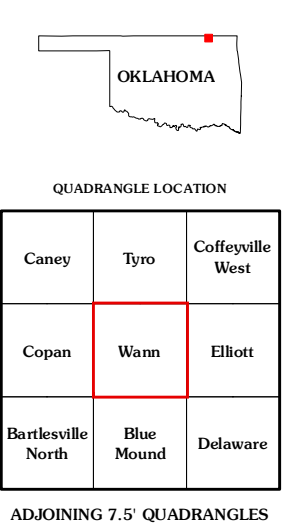 OKLAHOMA
QUADRANGLE LOCATION
Caney
Tyro
Coffeyville
West
Copan
Wann
Elliott
Bartlesville
North
Blue
Mound
Delaware
ADJOINING 7.5' QUADRANGLES